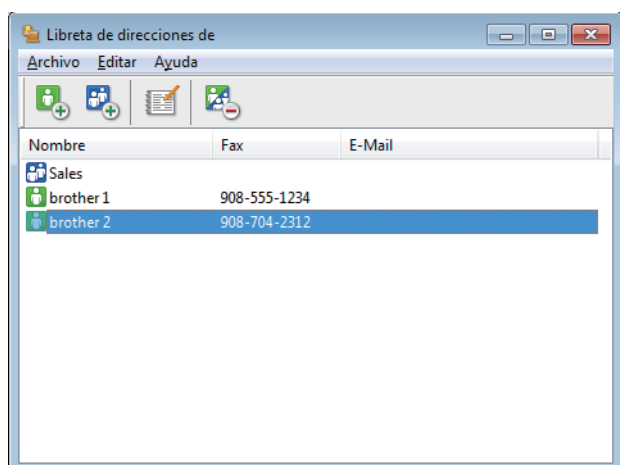 Libreta de direcciones de
Archivo Editar Ayuda
Nombre Fax E-Mail
Sales
brother 1 908-555-1234
brother 2 908-704-2312